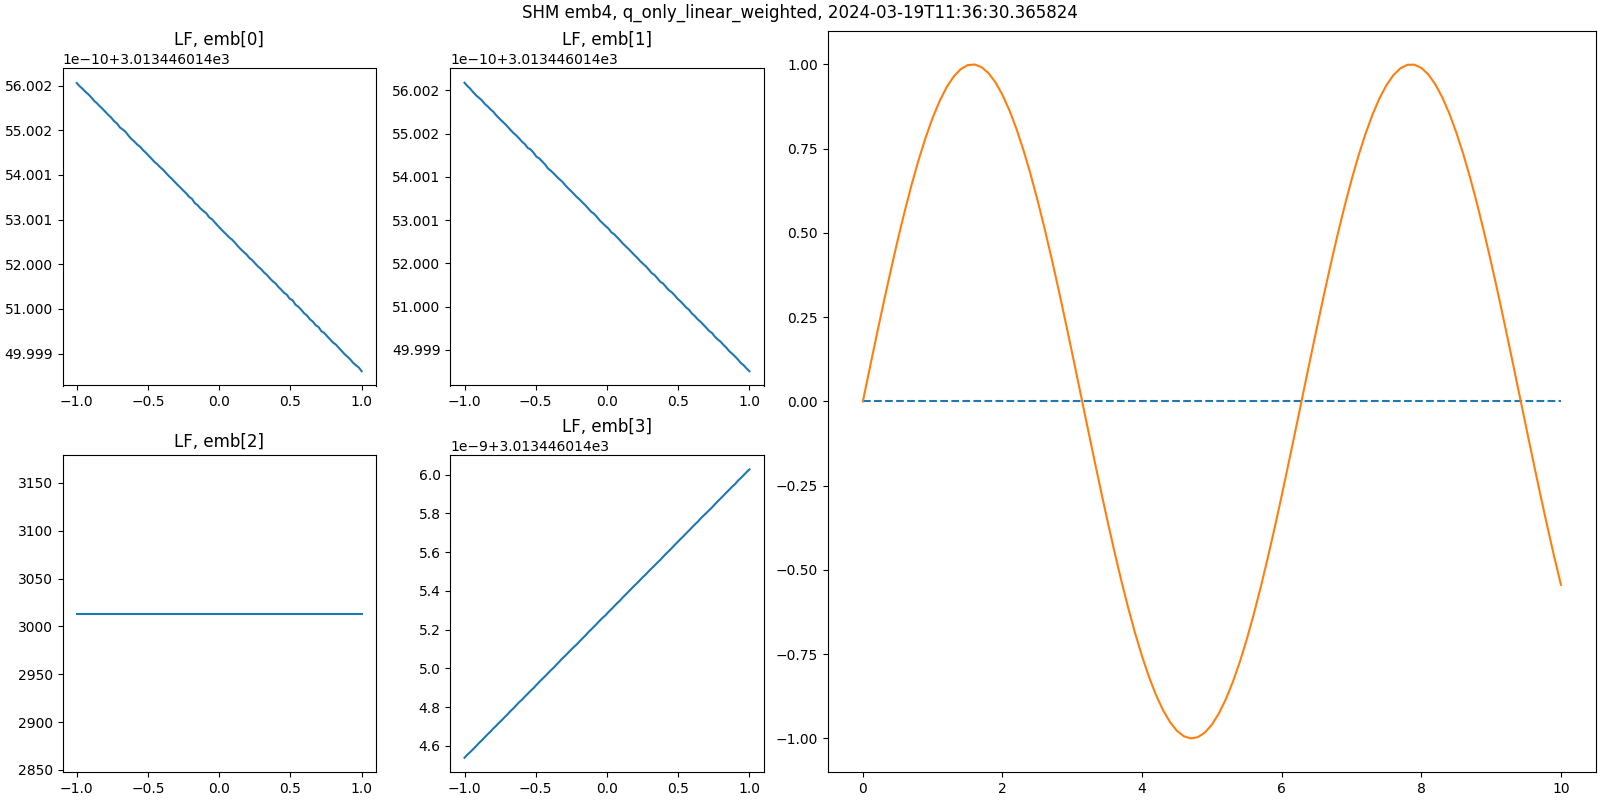 SHM emb4, q_only_linear_weighted, 2024-03-19T11:36:30.365824
LF, emb[0]
1e−10+3.013446014e3
56.002
55.002
54.001
53.001
52.000
51.000
49.999
−1.0 −0.5 0.0 0.5 1.0
LF, emb[1]
1e−10+3.013446014e3
56.002
55.002
54.001
53.001
52.000
51.000
49.999
−1.0 −0.5 0.0 0.5 1.0
LF, emb[2]
3150
3100
3050
3000
2950
2900
2850
−1.0 −0.5 0.0 0.5 1.0
LF, emb[3]
1e−9+3.013446014e3
6.0
5.8
5.6
5.4
5.2
5.0
4.8
4.6
−1.0 −0.5 0.0 0.5 1.0
1.00
0.75
0.50
0.25
0.00
−0.25
−0.50
−0.75
−1.00
0 2 4 6 8 10